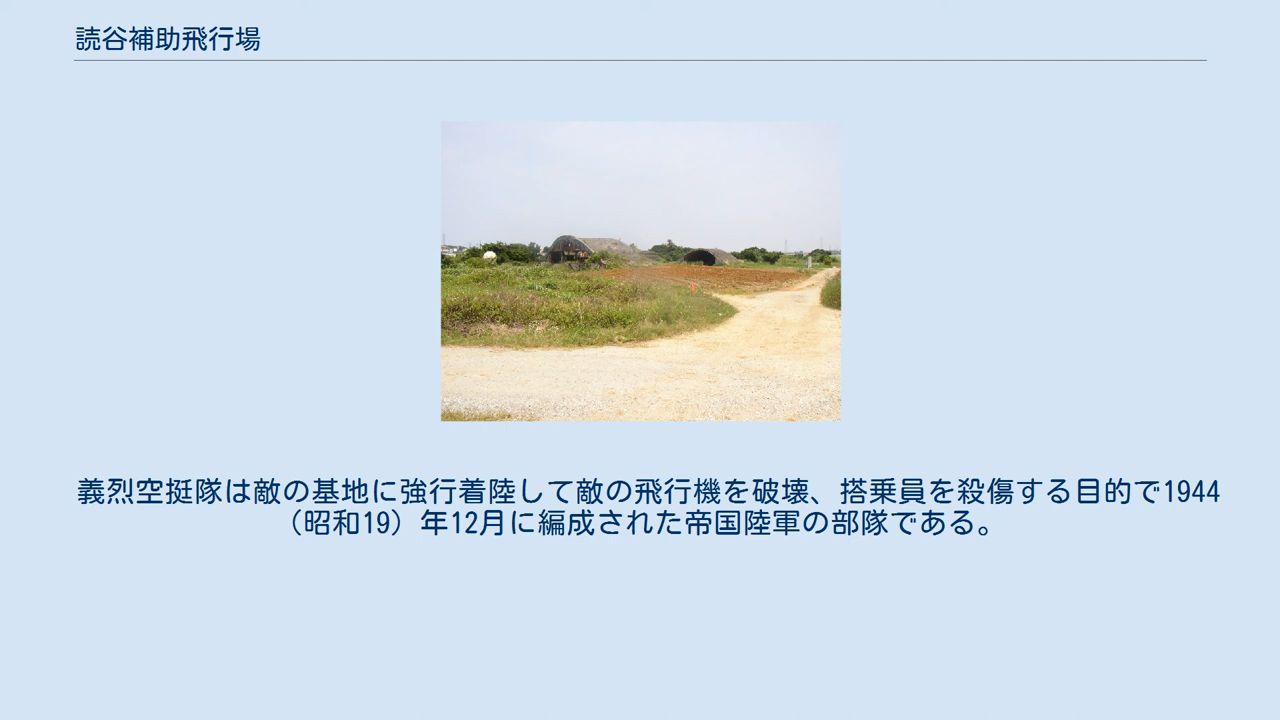 読谷補助飛行場
義烈空挺隊は敵の基地に強行着陸して敵の飛行機を破壊、搭乗員を殺傷する目的で1944
（昭和19）年12月に編成された帝国陸軍の部隊である。